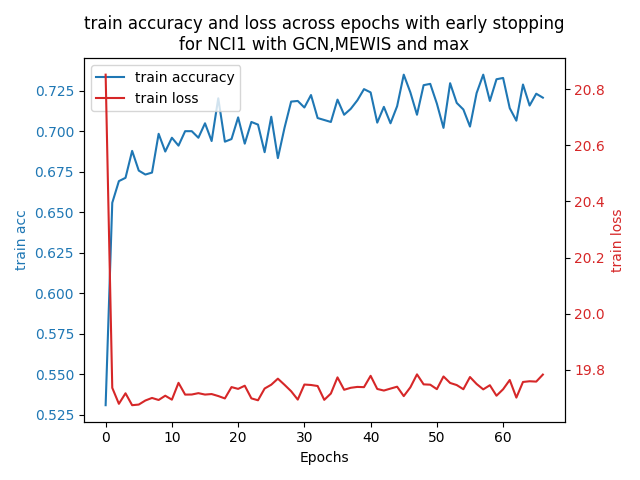 train accuracy and loss across epochs with early stopping
for NCI1 with GCN,MEWIS and max
train accuracy
train loss
train acc
0.725
0.700
0.675
0.650
0.625
0.600
0.575
0.550
0.525
20.8
20.6
20.4
20.2
20.0
19.8
train loss
0 10 20 30 40 50 60
Epochs